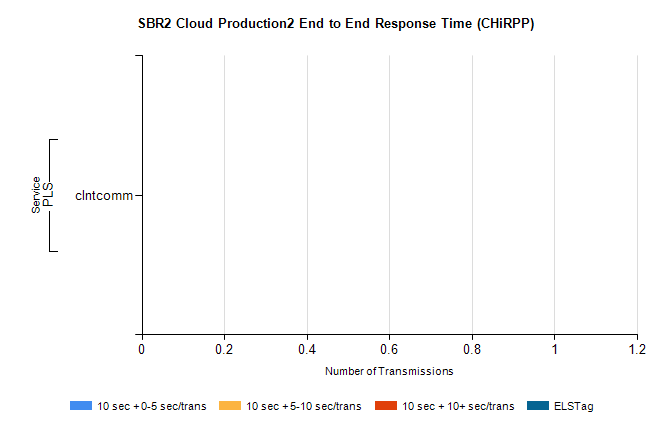 SBR2 Cloud Production2 End to End Response Time (CHiRPP)
Service
PLS
clntcomm
0 0.2 0.4 0.6 0.8 1 1.2
Number of Transmissions
10 sec +0-5 sec/trans 10 sec +5-10 sec/trans 10 sec + 10+ sec/trans ELSTag